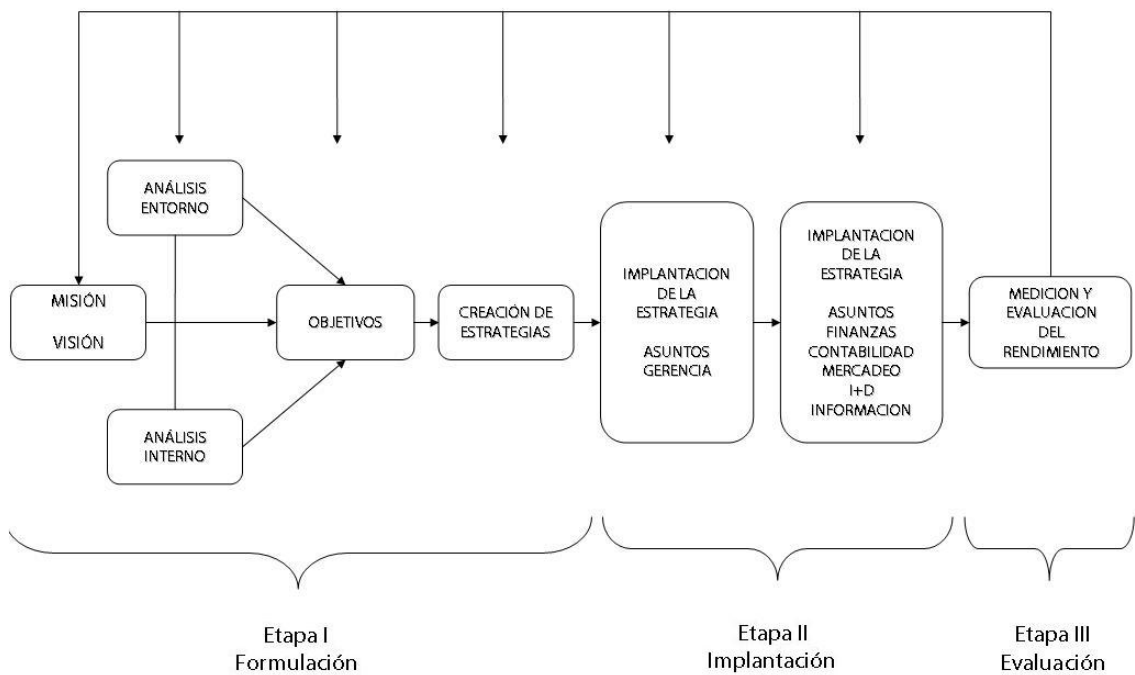 ANÁLISIS
ENTORNO
MISIÓN
VISIÓN
ANÁLISIS
INTERNO
OBJETIVOS
CREACIÓN DE
ESTRATEGIAS
IMPLANTACION
DE LA
ESTRATEGIA
ASUNTOS
GERENCIA
IMPLANTACION
DE LA
ESTRATEGIA
ASUNTOS
FINANZAS
CONTABILIDAD
MERCADEO
I+D
INFORMACION
MEDICION Y
EVALUACION
DEL
RENDIMIENTO
Etapa I
Formulación
Etapa II
Implantación
Etapa III
Evaluación